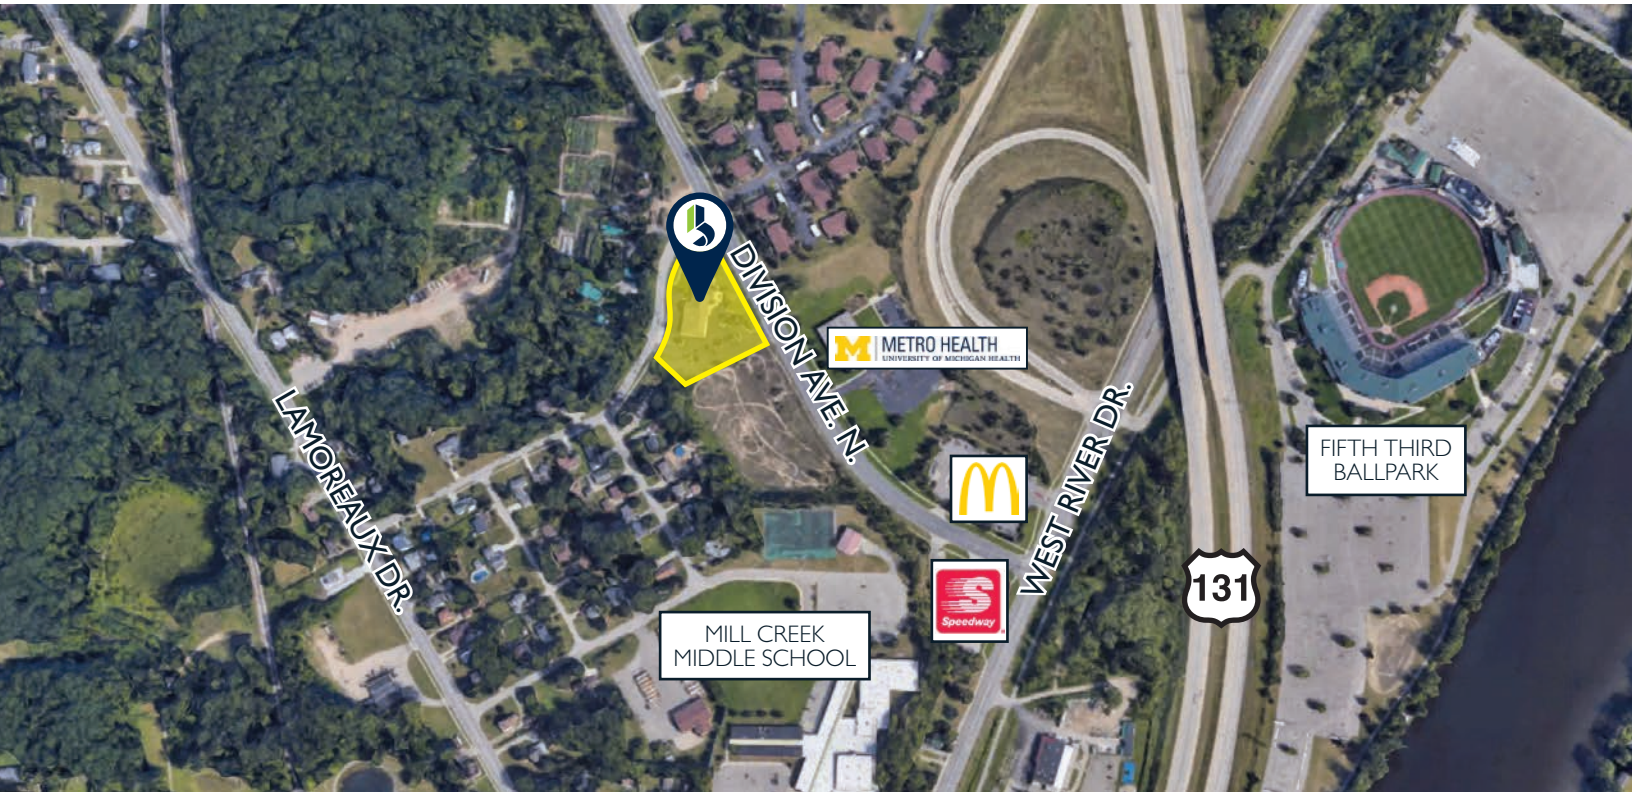 DIVISION AVE. N.
M METRO HEALTH
UNIVERSITY OF MICHIGAN HEALTH
LAMOREAUX DR.
WEST RIVER DR.
FIFTH THIRD
BALLPARK
M
S
Speedway
131
MILL CREEK
MIDDLE SCHOOL
b